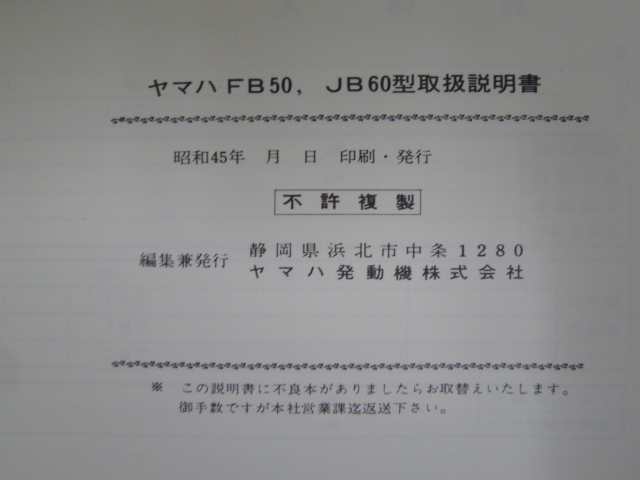 ヤマハFB50, JB60型取扱説明書
昭和45年 月 日 印刷・発行
不許複製
編集兼発行 静岡県浜北市中条1280
ヤマハ発動機株式会社
※ この説明書に不良本がありましたらお取替えいたします。
御手数ですが本社営業課迄返送下さい。